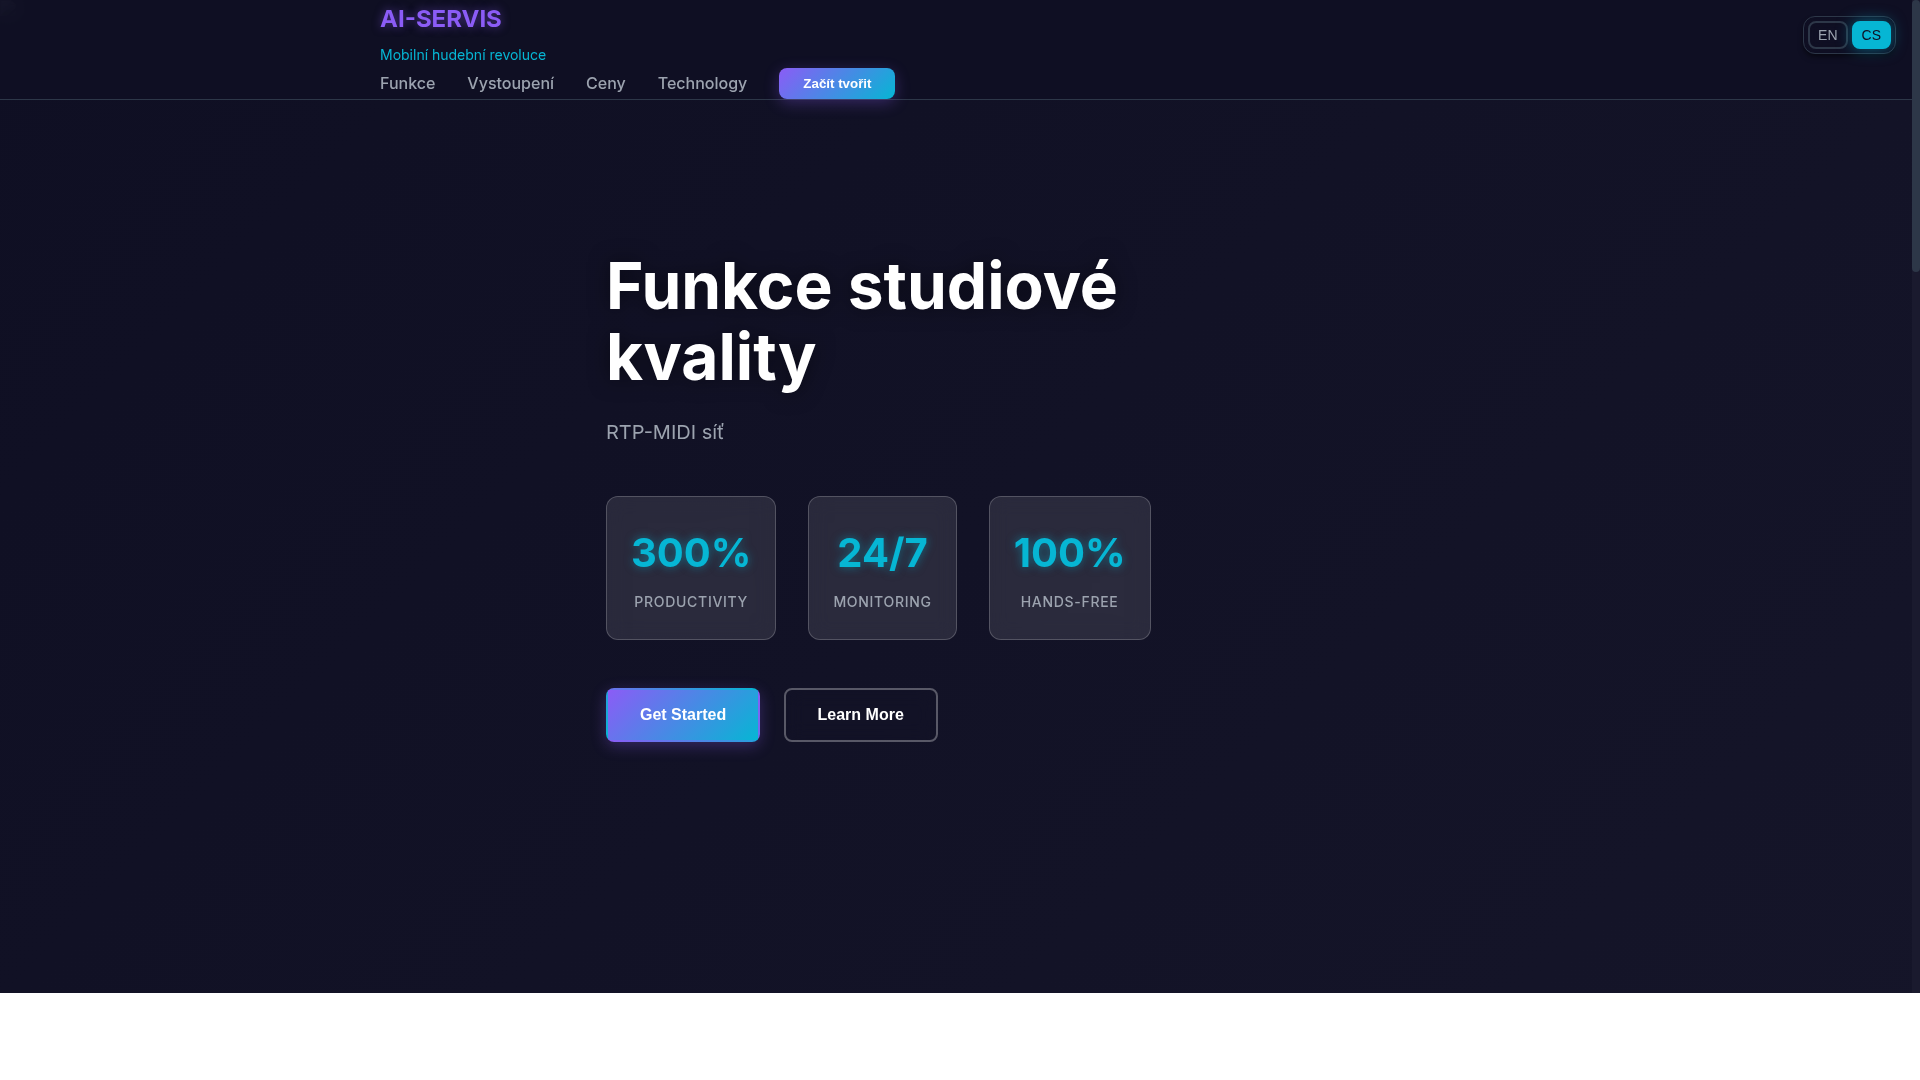 AI-SERVIS
Mobilní hudební revoluce
Funkce
Vystoupení
Ceny
Technology
Začít tvořit
EN
CS
Funkce studiové
kvality
RTP-MIDI síť
300%
PRODUCTIVITY
24/7
MONITORING
100%
HANDS-FREE
Get Started
Learn More